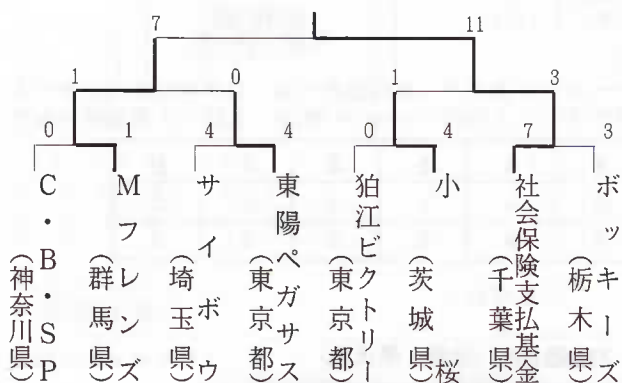 7 11
1 0 1 3
0 1 4 4 0 4 7 3
C・B・SP
(神奈川県)
Mフレンズ
(群馬県)
サイボウ
(埼玉県)
東陽ペガサス
(東京都)
狛江ビクトリー
(東京都)
小桜
(茨城県)
社会保険支払基金
(千葉県)
ボッキーズ
(栃木県)